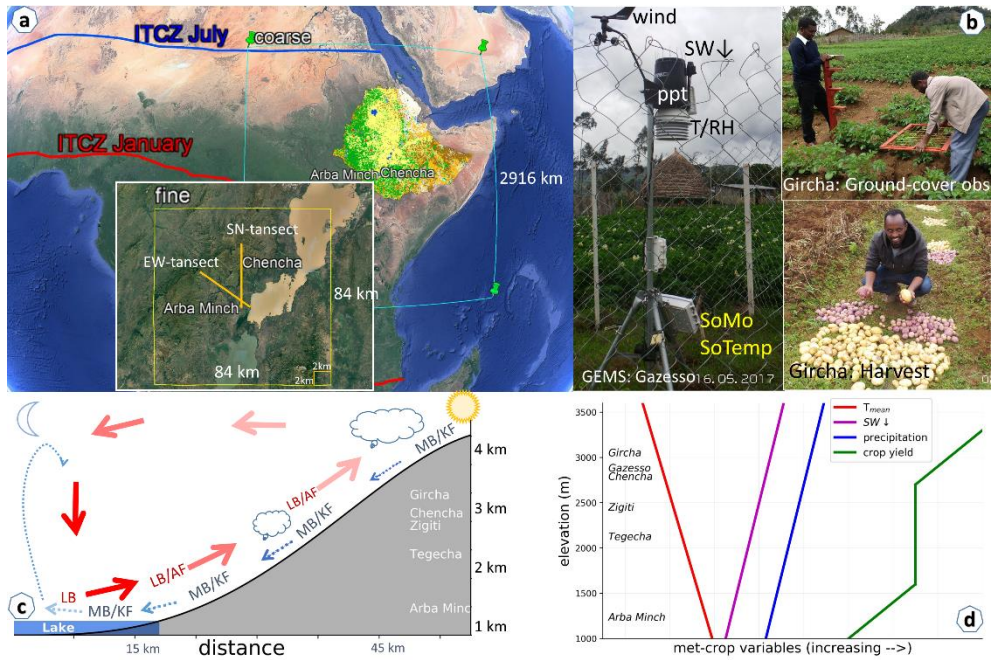 a
ITCZ July
coarse
ITCZ January
Arba Minch
Chencha
2916 km
fine
SN-tansect
EW-tansect
Chencha
Arba Minch
84 km
84 km
2km
2km
wind
SW ↓
ppt
T/RH
SoMo
SoTemp
GEMS: Gazesso
16.05.2017
b
Gircha: Ground-cover obs
Gircha: Harvest
c
MB/KF
LB/AF
MB/KF
LB/AF
MB/KF
LB
MB/KF
Lake
4 km
3 km
2 km
1 km
Gircha
Chencha
Zigiti
Tegecha
Arba Minc
15 km
distance
45 km
3500
3000
2500
2000
1500
1000
elevation (m)
Gircha
Gazesso
Chencha
Zigiti
Tegecha
Arba Minch
Tmean
SW ↓
precipitation
crop yield
met-crop variables (increasing -->)
d